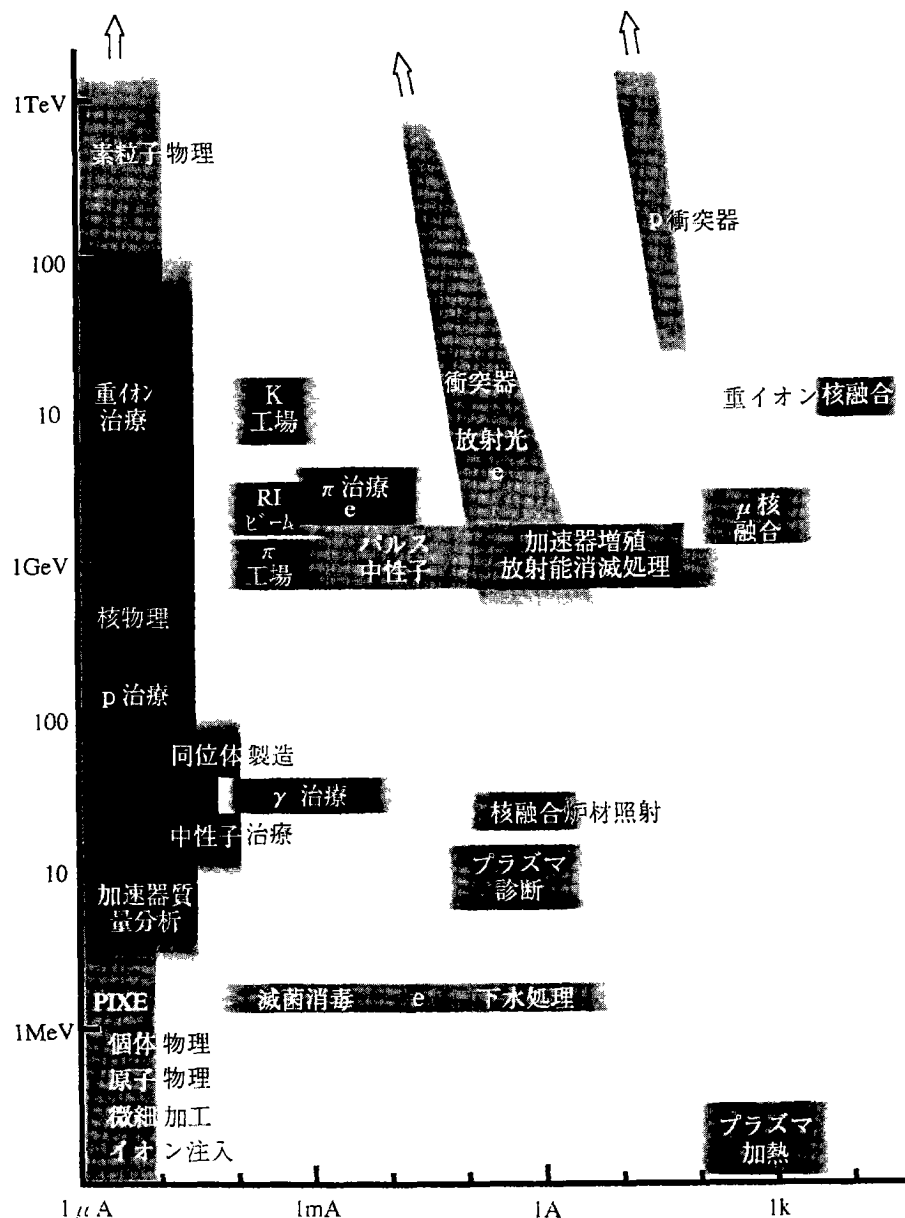 1TeV
素粒子物理
p衝突器
100
重イオン
治療
10
K
工場
衝突器
放射光
e
重イオン核融合
RI
ビーム
π治療
e
μ核
融合
1GeV
π
工場
パルス
中性子
加速器増殖
放射能消滅処理
核物理
p治療
100
同位体製造
γ 治療
核融合炉材照射
中性子治療
10
加速器質
量分析
プラズマ
診断
PIXE
滅菌消毒 e 下水処理
1MeV
個体物理
原子物理
微細加工
イオン注入
プラズマ
加熱
1μA 1mA 1A 1k